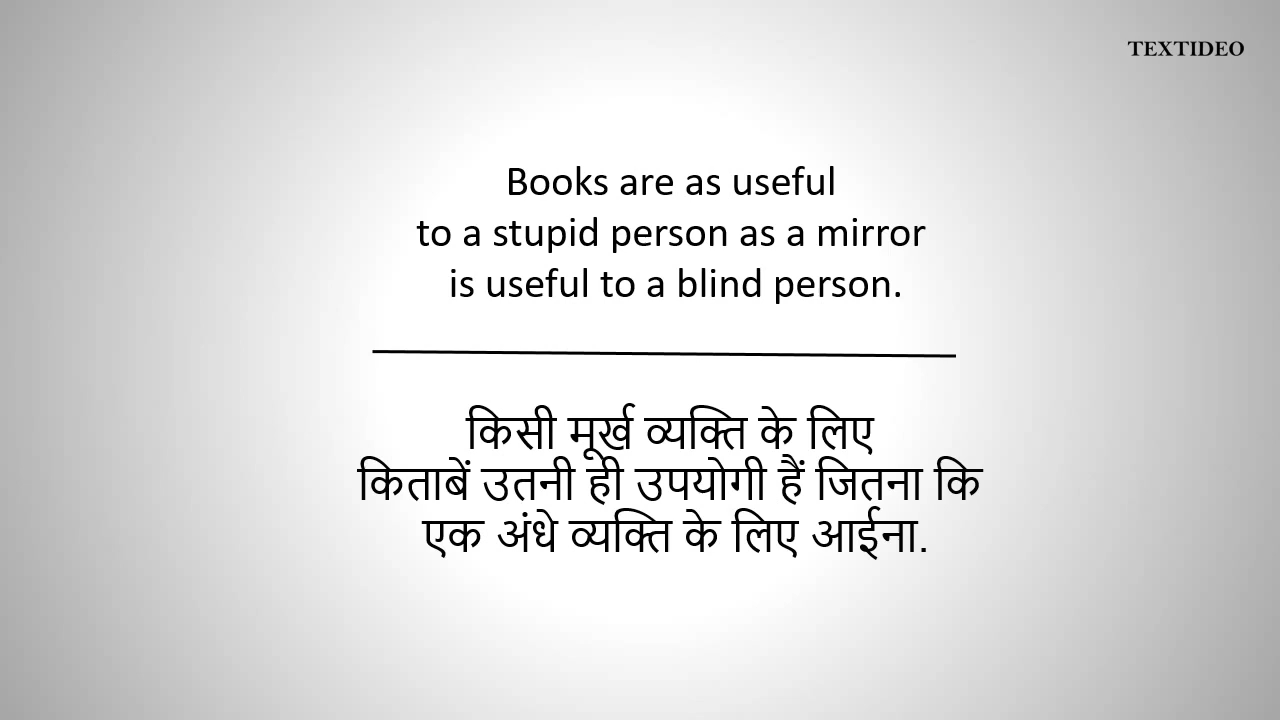 TEXTIDEO
Books are as useful
to a stupid person as a mirror
is useful to a blind person.
किसी मूर्ख व्यक्ति के लिए
किताबें उतनी ही उपयोगी हैं जितना कि
एक अंधे व्यक्ति के लिए आईना.